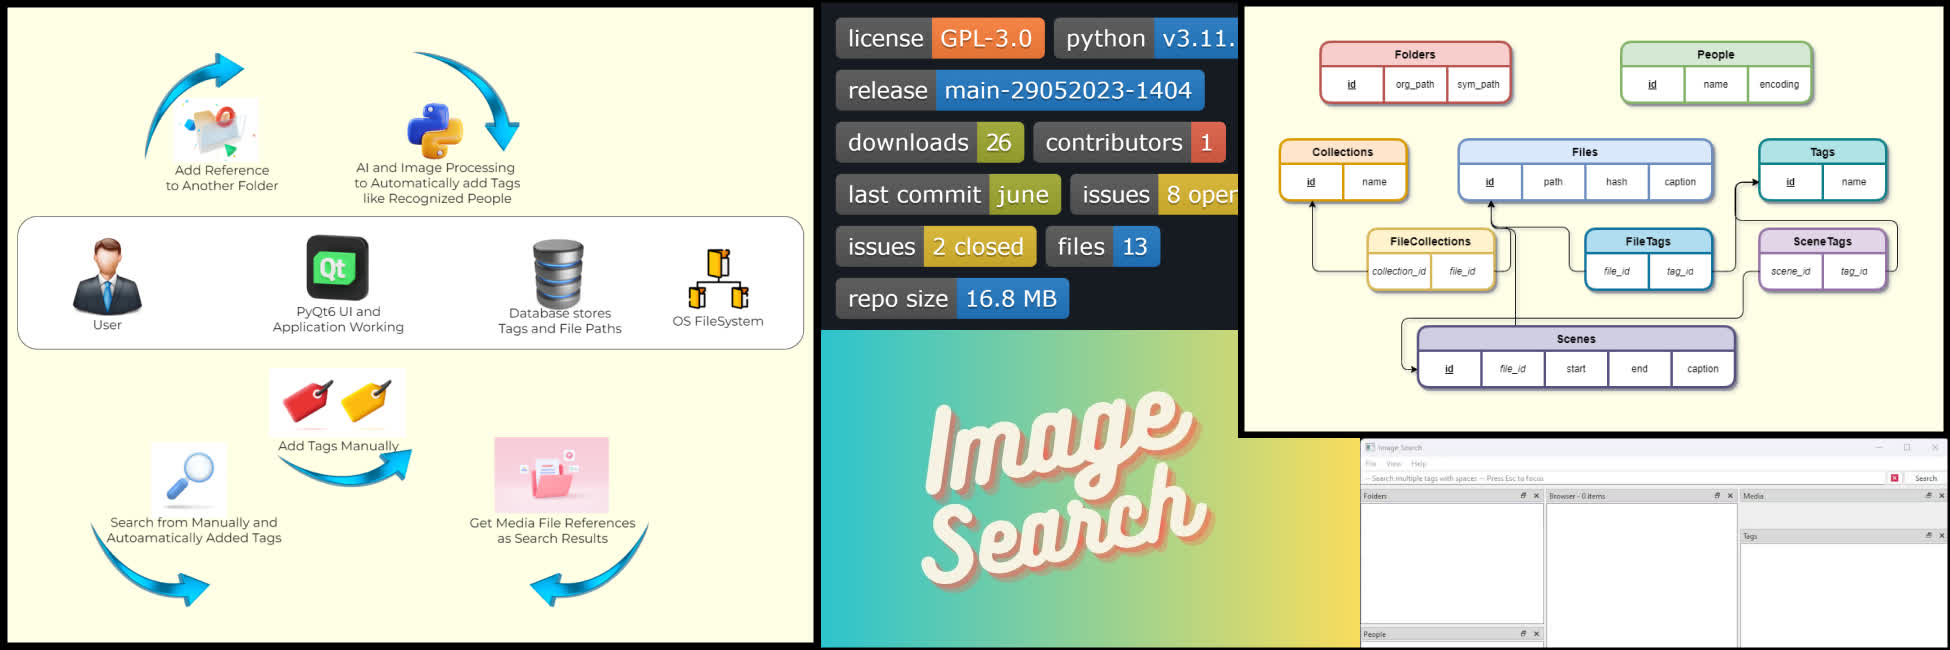 Add Reference
to Another Folder
AI and Image Processing
to Automatically add Tags
like Recognized People
User
Qt
PyQt6 UI and
Application Working
Database stores
Tags and File Paths
OS FileSystem
Add Tags Manually
Search from Manually and
Autoamatically Added Tags
Get Media File References
as Search Results
license GPL-3.0 python v3.11.
release main-29052023-1404
downloads 26 contributors 1
last commit june issues 8 open
issues 2 closed files 13
repo size 16.8 MB
Image
Search
Folders
id org_path sym_path
People
id name encoding
Collections
id name
Files
id path hash caption
Tags
id name
FileCollections
collection_id file_id
FileTags
file_id tag_id
SceneTags
scene_id tag_id
Scenes
id file_id start end caption
Image_Search
File View Help
-- Search multiple tags with spaces -- Press Esc to focus Search
Folders Browser - 0 items Media
Tags
People